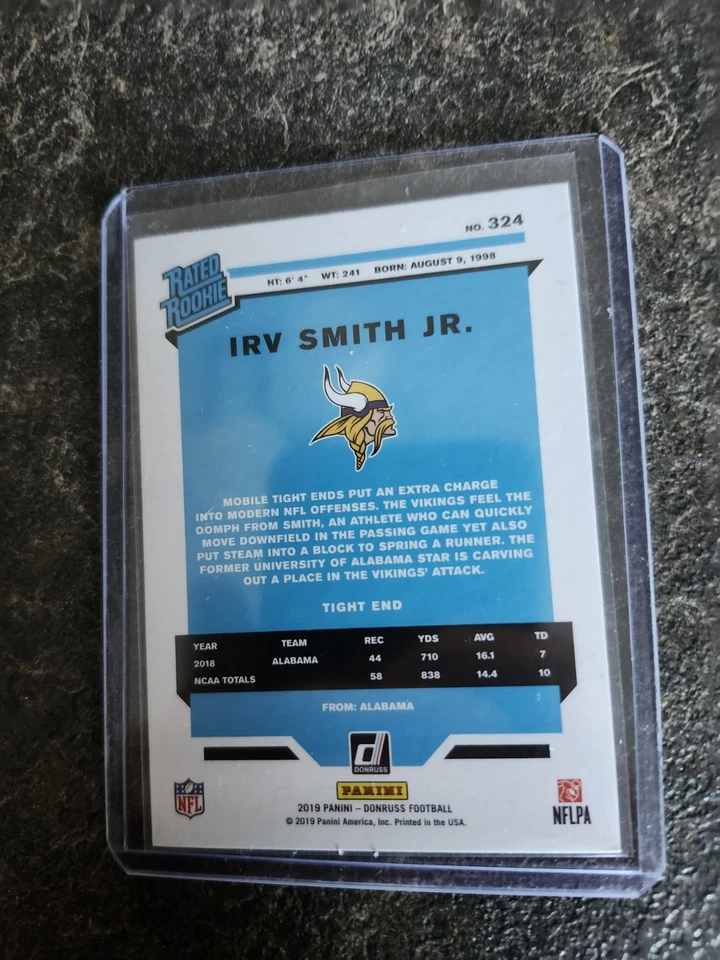 NO. 324
RATED
ROOKIE
HT: 6' 4" WT: 241 BORN: AUGUST 9, 1998
IRV SMITH JR.
MOBILE TIGHT ENDS PUT AN EXTRA CHARGE
INTO MODERN NFL OFFENSES. THE VIKINGS FEEL THE
OOMPH FROM SMITH, AN ATHLETE WHO CAN QUICKLY
MOVE DOWNFIELD IN THE PASSING GAME YET ALSO
PUT STEAM INTO A BLOCK TO SPRING A RUNNER. THE
FORMER UNIVERSITY OF ALABAMA STAR IS CARVING
OUT A PLACE IN THE VIKINGS' ATTACK.
TIGHT END
YEAR TEAM REC YDS AVG TD
2018 ALABAMA 44 710 16.1 7
NCAA TOTALS 58 838 14.4 10
FROM: ALABAMA
DONRUSS
PANINI
NFL
2019 PANINI – DONRUSS FOOTBALL
© 2019 Panini America, Inc. Printed in the USA.
NFLPA